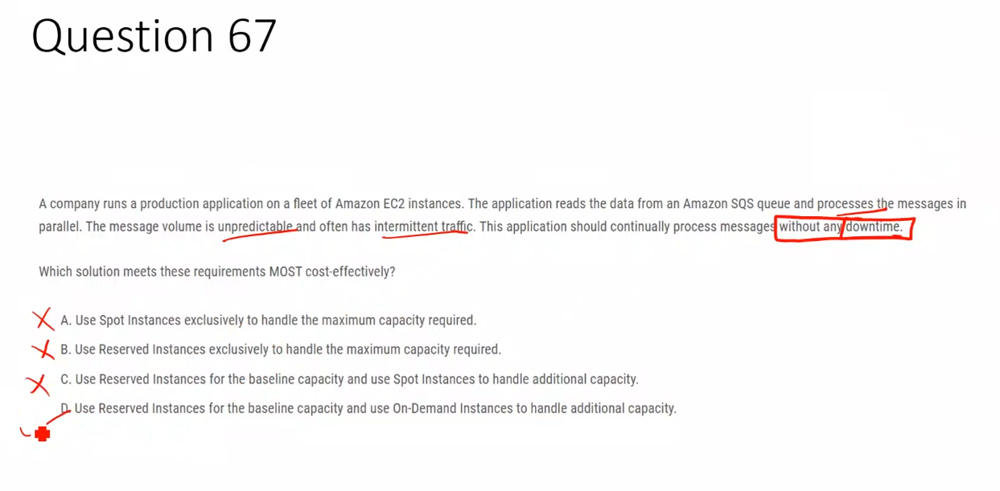 Question 67
A company runs a production application on a fleet of Amazon EC2 instances. The application reads the data from an Amazon SQS queue and processes the messages in
parallel. The message volume is unpredictable and often has intermittent traffic. This application should continually process messages without any downtime.
Which solution meets these requirements MOST cost-effectively?
A. Use Spot Instances exclusively to handle the maximum capacity required.
B. Use Reserved Instances exclusively to handle the maximum capacity required.
C. Use Reserved Instances for the baseline capacity and use Spot Instances to handle additional capacity.
D. Use Reserved Instances for the baseline capacity and use On-Demand Instances to handle additional capacity.